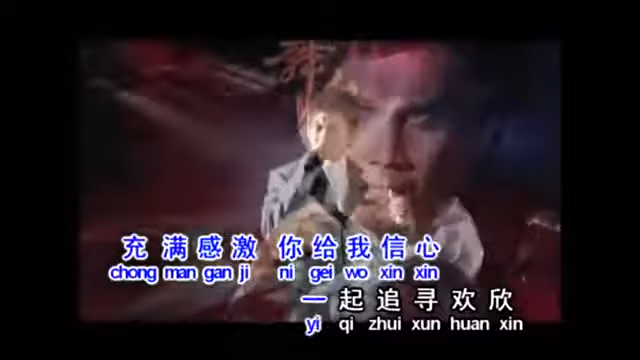 充满感激 你给我信心
chong man gan ji ni gei wo xin xin
一起追寻欢欣
yi qi zhui xun huan xin